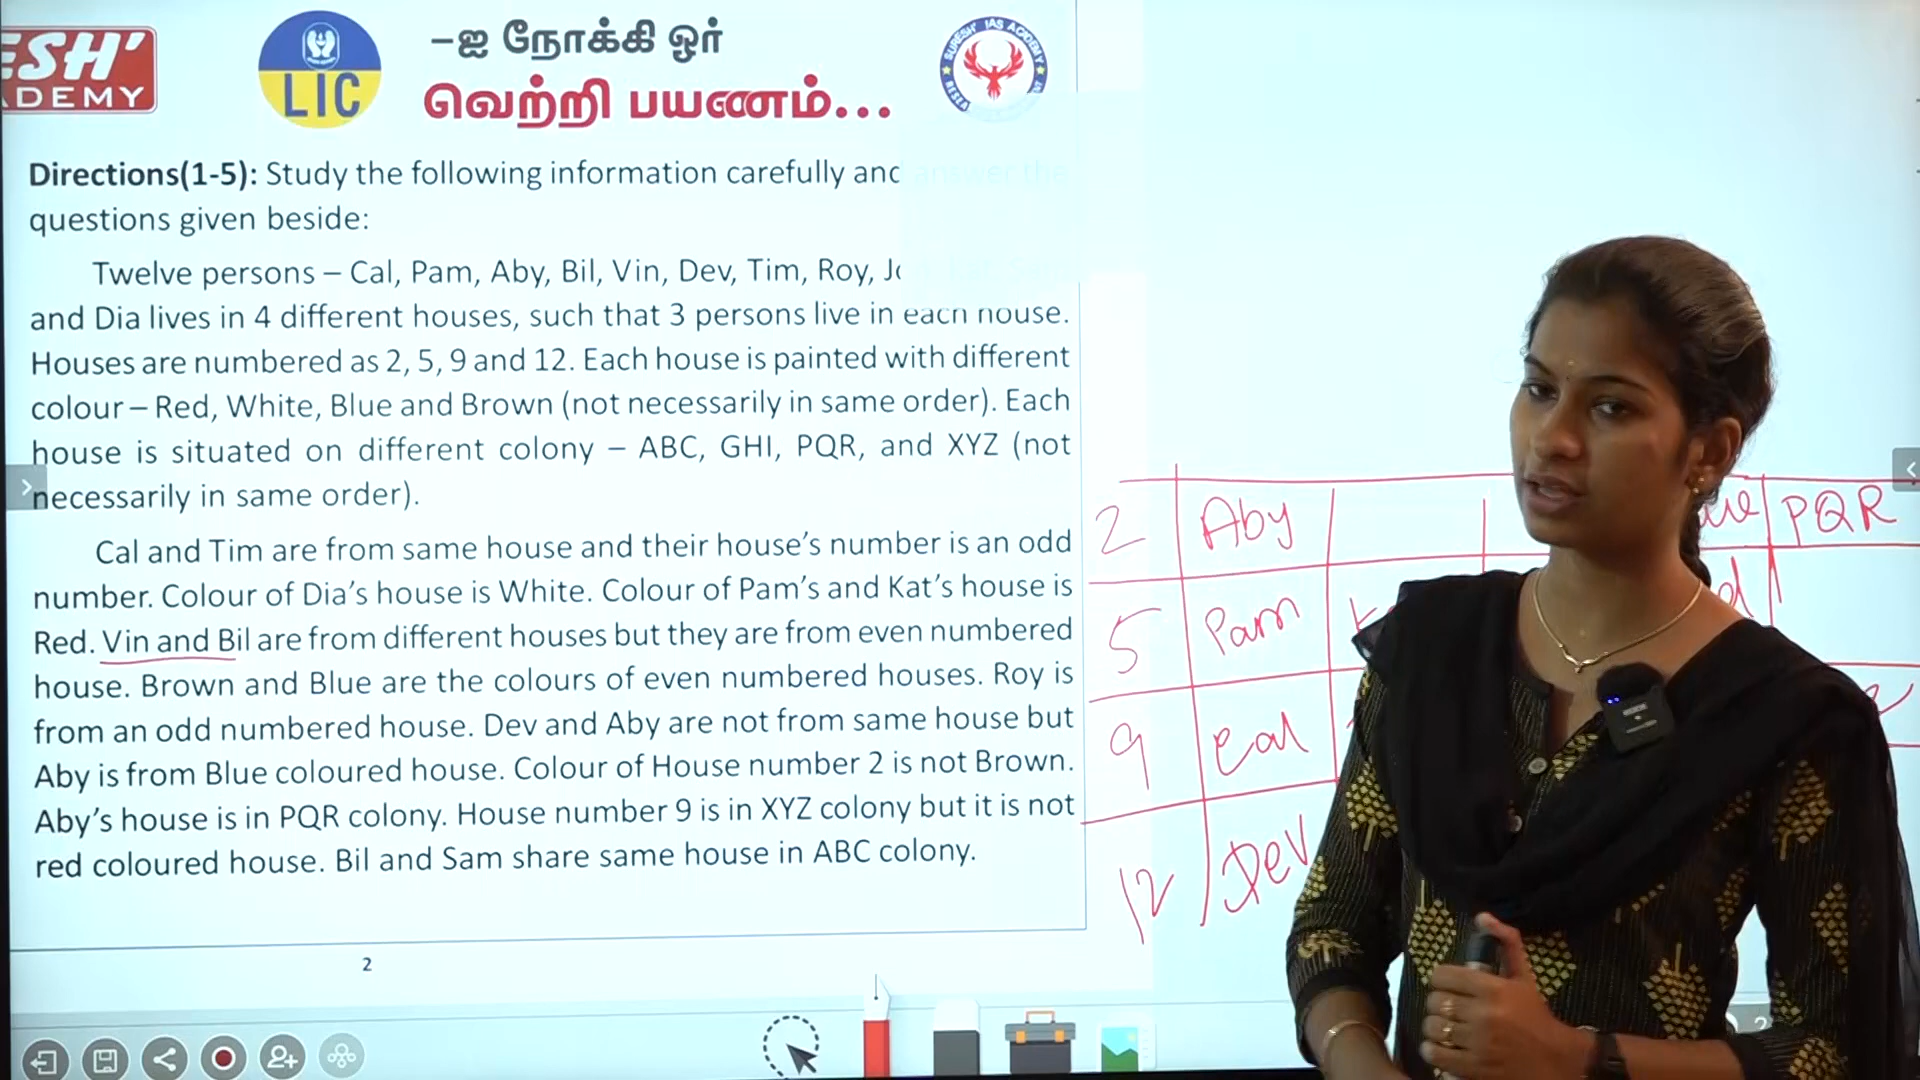 ESH'
ADEMY
LIC
–ஐ நோக்கி ஓர்
வெற்றி பயணம்...
SURESH' IAS ACADEMY
Directions(1-5): Study the following information carefully and answer the
questions given beside:
Twelve persons – Cal, Pam, Aby, Bil, Vin, Dev, Tim, Roy,
and Dia lives in 4 different houses, such that 3 persons live in each house.
Houses are numbered as 2, 5, 9 and 12. Each house is painted with different
colour – Red, White, Blue and Brown (not necessarily in same order). Each
house is situated on different colony – ABC, GHI, PQR, and XYZ (not
necessarily in same order).
Cal and Tim are from same house and their house's number is an odd
number. Colour of Dia's house is White. Colour of Pam's and Kat's house is
Red. Vin and Bil are from different houses but they are from even numbered
house. Brown and Blue are the colours of even numbered houses. Roy is
from an odd numbered house. Dev and Aby are not from same house but
Aby is from Blue coloured house. Colour of House number 2 is not Brown.
Aby's house is in PQR colony. House number 9 is in XYZ colony but it is not
red coloured house. Bil and Sam share same house in ABC colony.
2
2 Aby PQR
5 Pam
9 Cal
12 Dev